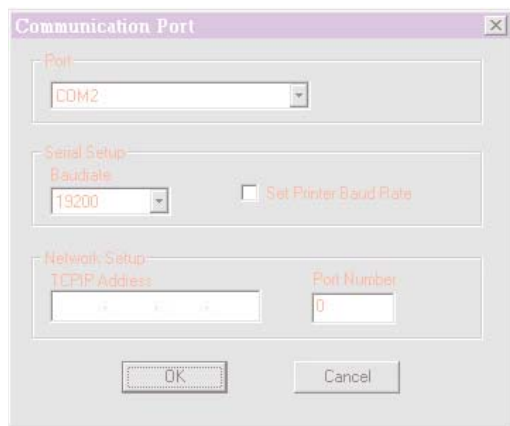 Communication Port
Port
COM2
Serial Setup
Baudrate
19200
Set Printer Baud Rate
Network Setup
TCPIP Address
Port Number
. . .
0
OK
Cancel